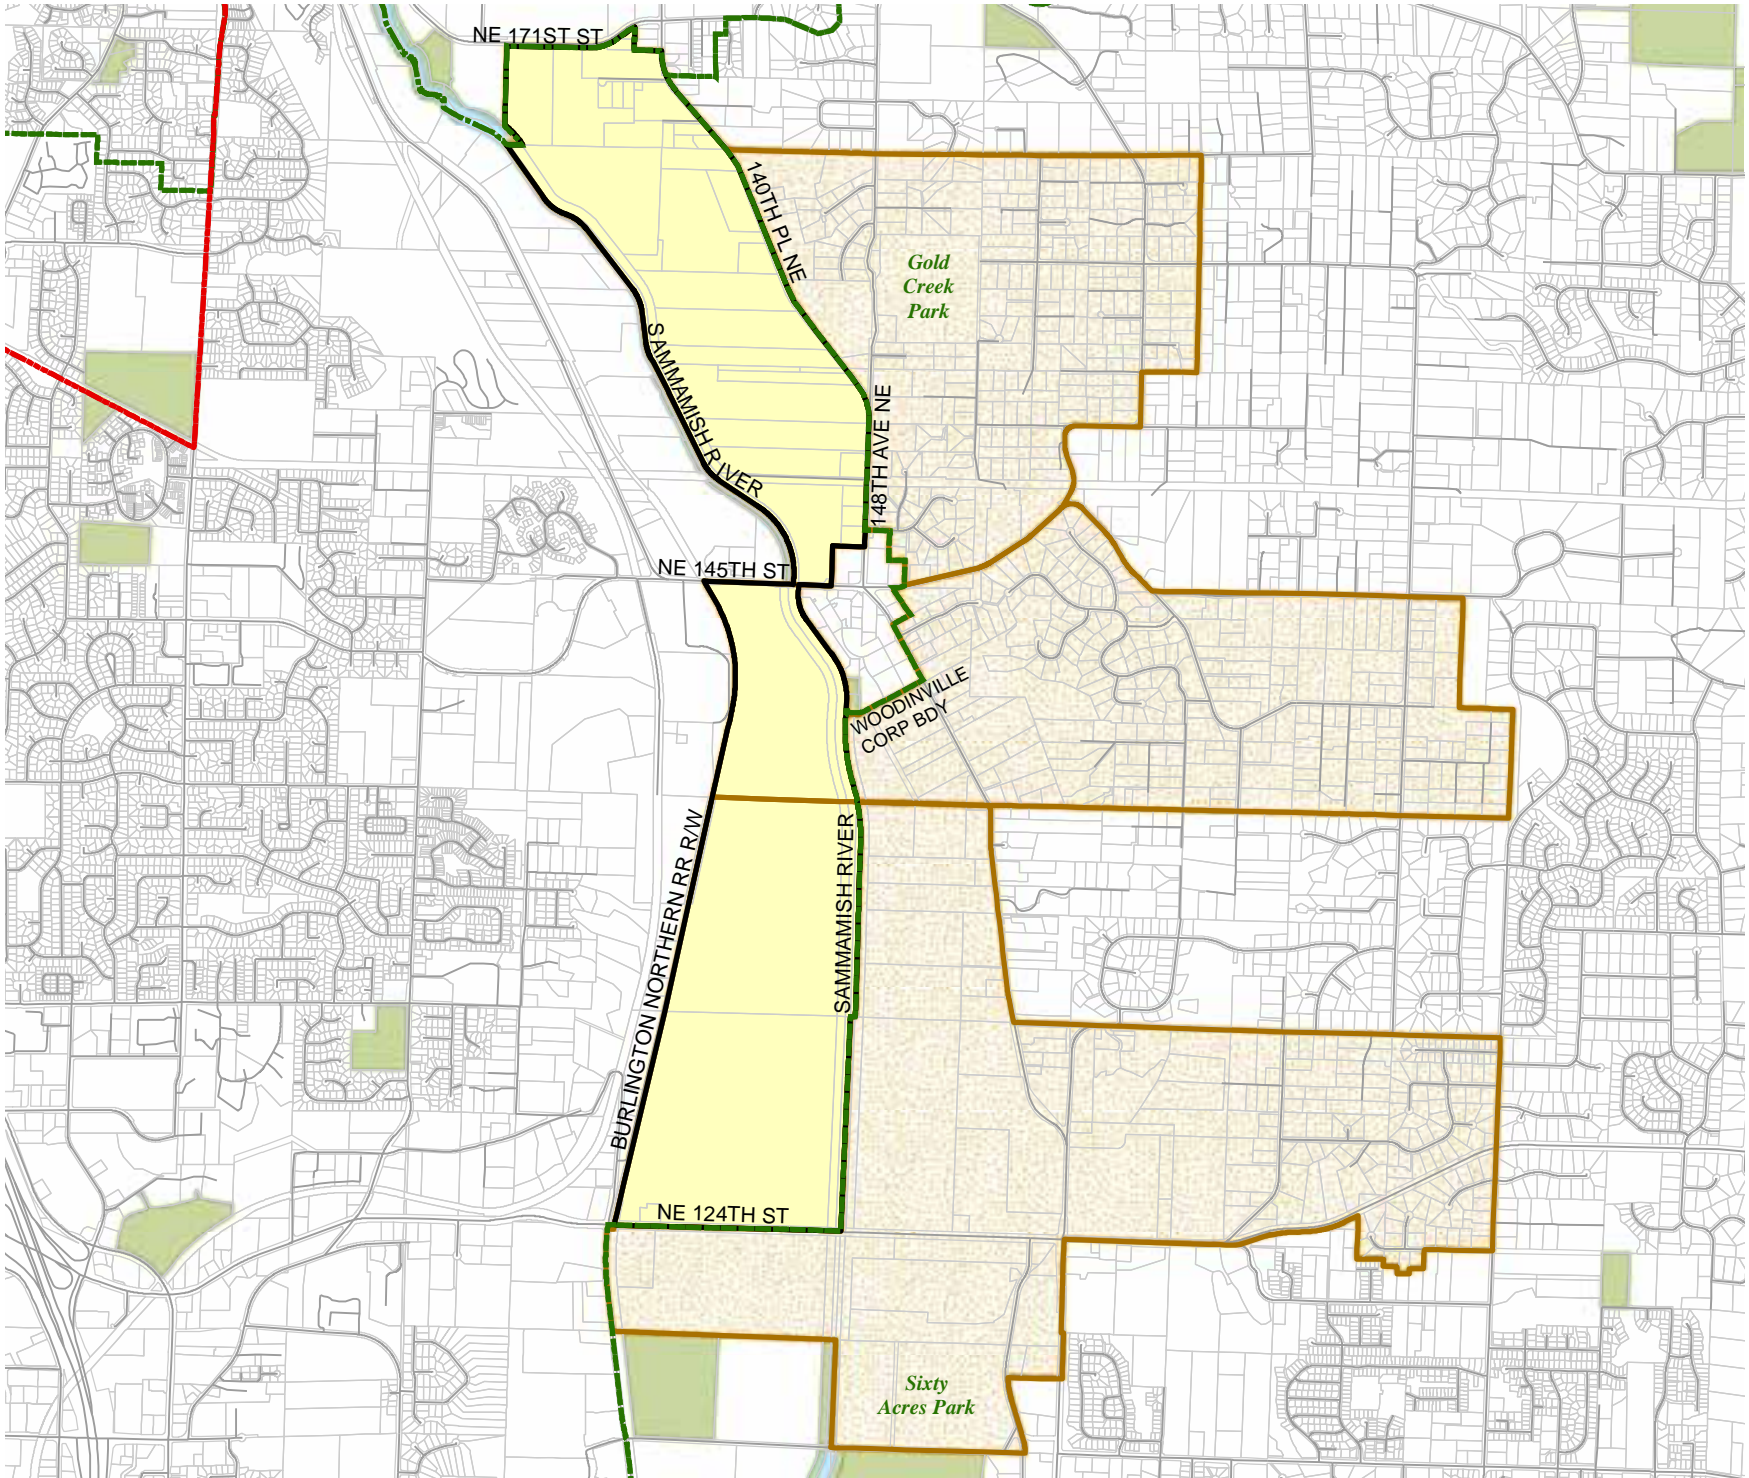 NE 171ST ST
140TH PL NE
Gold
Creek
Park
SAMMAMISH RIVER
148TH AVE NE
NE 145TH ST
WOODINVILLE
CORP BDY
BURLINGTON NORTHERN RR R/W
SAMMAMISH RIVER
NE 124TH ST
Sixty
Acres Park